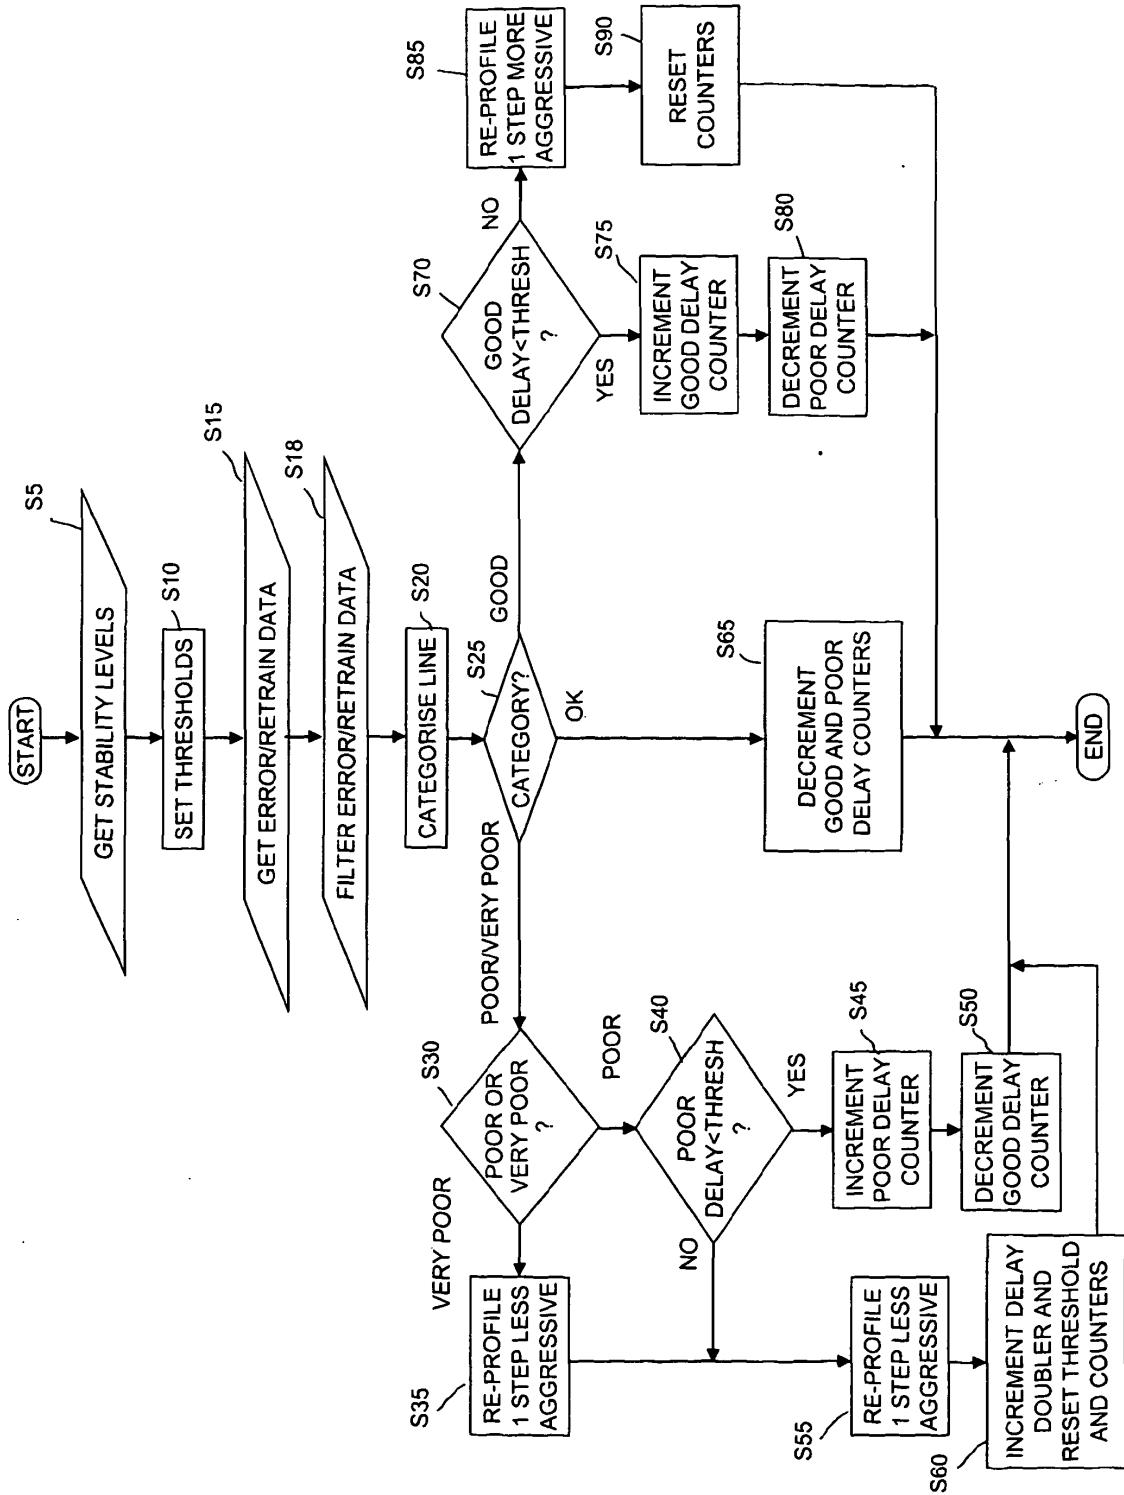 START
S5
GET STABILITY LEVELS
S10
SET THRESHOLDS
S15
GET ERROR/RETRAIN DATA
S18
FILTER ERROR/RETRAIN DATA
S20
CATEGORISE LINE
S25
CATEGORY?
POOR/VERY POOR
OK
GOOD
S30
POOR OR
VERY POOR
?
VERY POOR
POOR
S35
RE-PROFILE
1 STEP LESS
AGGRESSIVE
S40
POOR
DELAY<THRESH
?
NO
YES
S45
INCREMENT
POOR DELAY
COUNTER
S50
DECREMENT
GOOD DELAY
COUNTER
S55
RE-PROFILE
1 STEP LESS
AGGRESSIVE
S60
INCREMENT DELAY
DOUBLER AND
RESET THRESHOLD
AND COUNTERS
S65
DECREMENT
GOOD AND POOR
DELAY COUNTERS
S70
GOOD
DELAY<THRESH
?
NO
YES
S75
INCREMENT
GOOD DELAY
COUNTER
S80
DECREMENT
POOR DELAY
COUNTER
S85
RE-PROFILE
1 STEP MORE
AGGRESSIVE
S90
RESET
COUNTERS
END